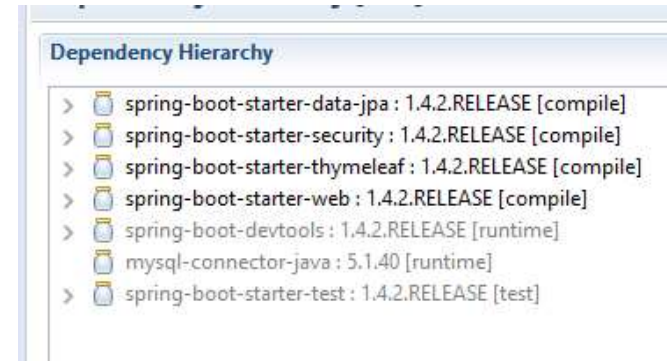 Dependency Hierarchy
spring-boot-starter-data-jpa : 1.4.2.RELEASE [compile]
spring-boot-starter-security : 1.4.2.RELEASE [compile]
spring-boot-starter-thymeleaf : 1.4.2.RELEASE [compile]
spring-boot-starter-web : 1.4.2.RELEASE [compile]
spring-boot-devtools : 1.4.2.RELEASE [runtime]
mysql-connector-java : 5.1.40 [runtime]
spring-boot-starter-test : 1.4.2.RELEASE [test]